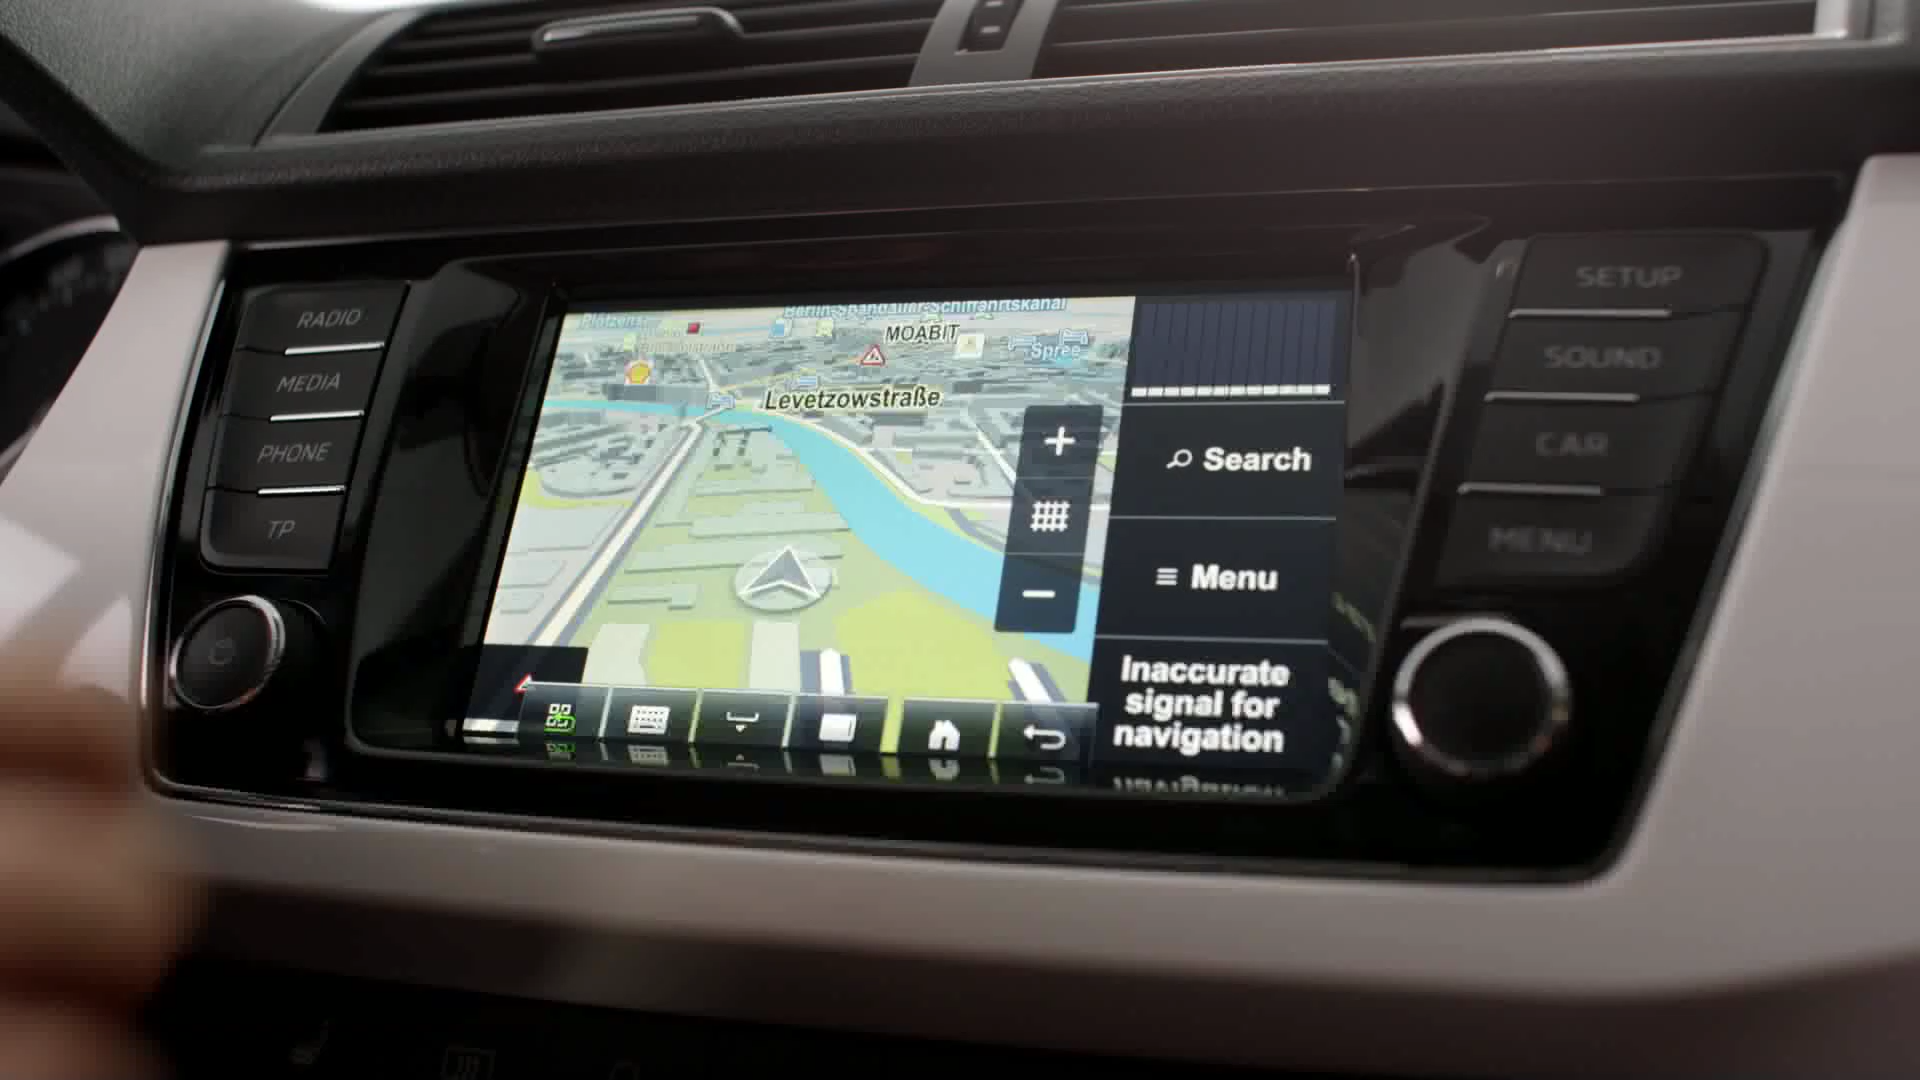 RADIO
MEDIA
PHONE
TP
Berlin-Spandauer-Schiffahrtskanal
MOABIT
Spree
Levetzowstraße
Search
Menu
Inaccurate
signal for
navigation
SETUP
SOUND
CAR
MENU